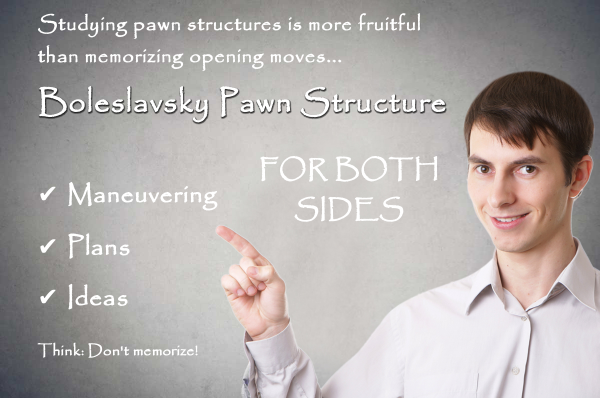 Studying pawn structures is more fruitful
than memorizing opening moves...
Boleslavsky Pawn Structure
FOR BOTH
SIDES
✔ Maneuvering
✔ Plans
✔ Ideas
Think: Don't memorize!